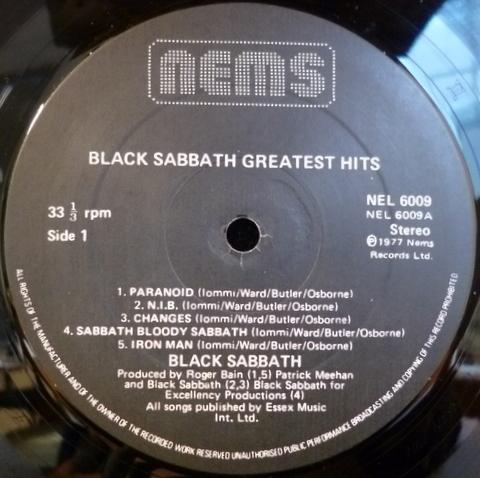 nems
BLACK SABBATH GREATEST HITS
33 1/3 rpm
Side 1
NEL 6009
NEL 6009A
Stereo
℗1977 Nems
Records Ltd.
1. PARANOID (Iommi/Ward/Butler/Osborne)
2. N.I.B. (Iommi/Ward/Butler/Osborne)
3. CHANGES (Iommi/Ward/Butler/Osborne)
4. SABBATH BLOODY SABBATH (Iommi/Ward/Butler/Osborne)
5. IRON MAN (Iommi/Ward/Butler/Osborne)
BLACK SABBATH
Produced by Roger Bain (1,5) Patrick Meehan
and Black Sabbath (2,3) Black Sabbath for
Excellency Productions (4)
All songs published by Essex Music
Int. Ltd.
ALL RIGHTS OF THE MANUFACTURER AND OF THE OWNER OF THE RECORDED WORK RESERVED UNAUTHORISED PUBLIC PERFORMANCE BROADCASTING AND COPYING OF THIS RECORD PROHIBITED